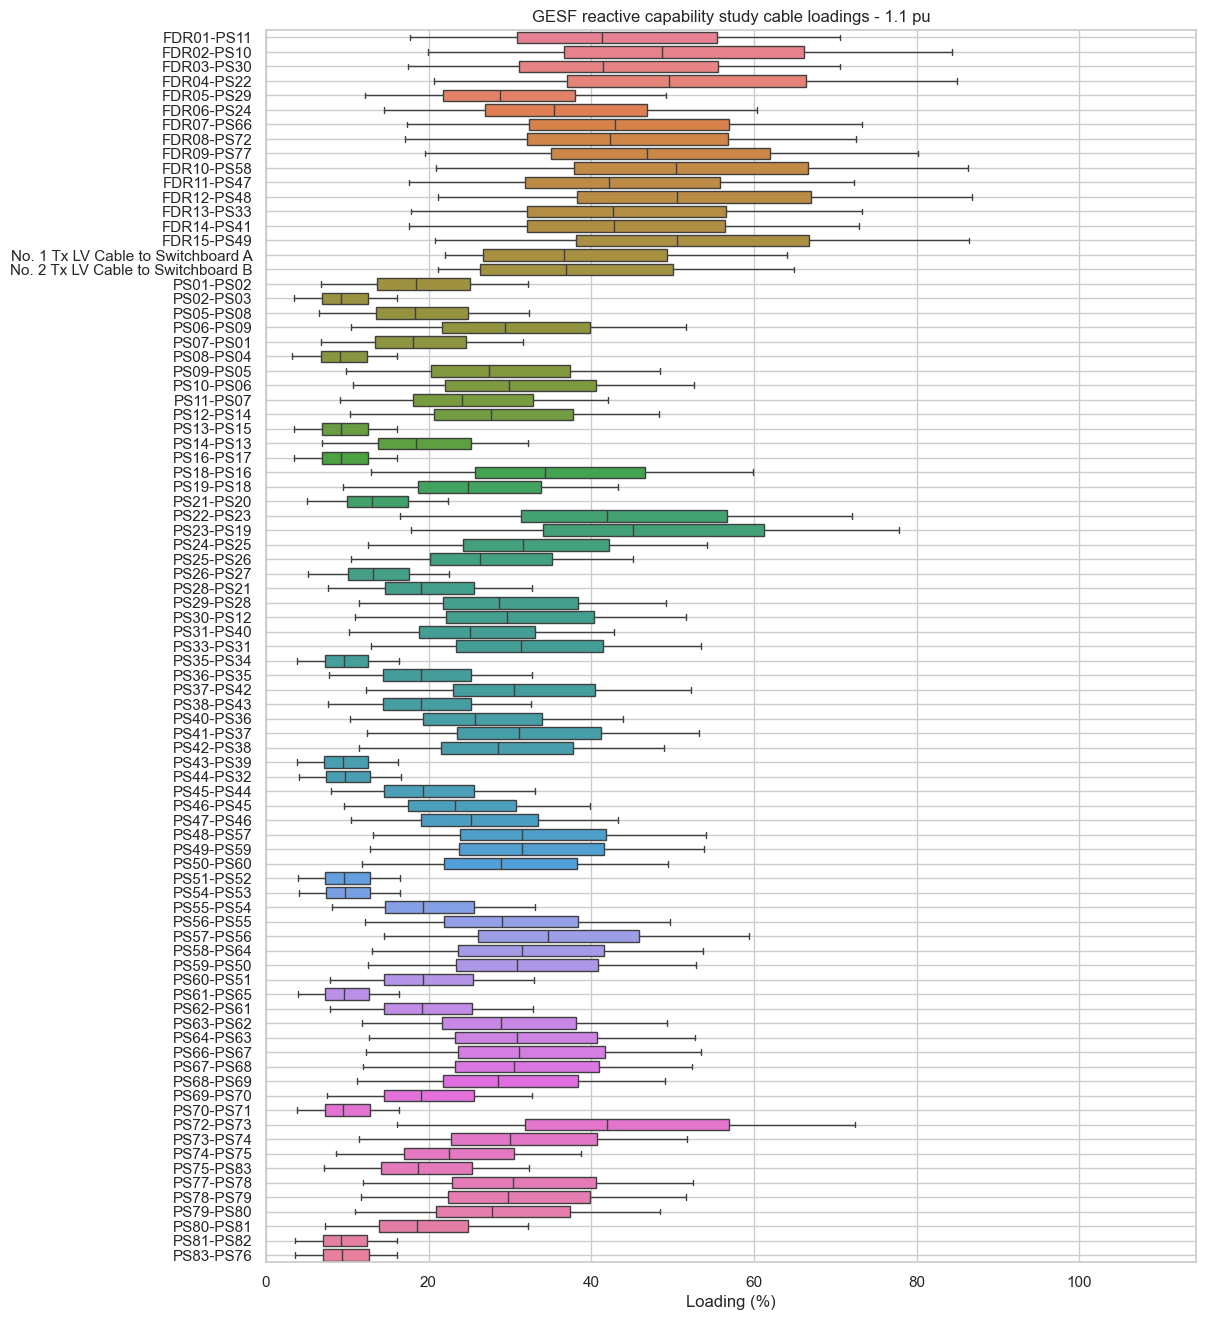 GESF reactive capability study cable loadings - 1.1 pu
FDR01-PS11
FDR02-PS10
FDR03-PS30
FDR04-PS22
FDR05-PS29
FDR06-PS24
FDR07-PS66
FDR08-PS72
FDR09-PS77
FDR10-PS58
FDR11-PS47
FDR12-PS48
FDR13-PS33
FDR14-PS41
FDR15-PS49
No. 1 Tx LV Cable to Switchboard A
No. 2 Tx LV Cable to Switchboard B
PS01-PS02
PS02-PS03
PS05-PS08
PS06-PS09
PS07-PS01
PS08-PS04
PS09-PS05
PS10-PS06
PS11-PS07
PS12-PS14
PS13-PS15
PS14-PS13
PS16-PS17
PS18-PS16
PS19-PS18
PS21-PS20
PS22-PS23
PS23-PS19
PS24-PS25
PS25-PS26
PS26-PS27
PS28-PS21
PS29-PS28
PS30-PS12
PS31-PS40
PS33-PS31
PS35-PS34
PS36-PS35
PS37-PS42
PS38-PS43
PS40-PS36
PS41-PS37
PS42-PS38
PS43-PS39
PS44-PS32
PS45-PS44
PS46-PS45
PS47-PS46
PS48-PS57
PS49-PS59
PS50-PS60
PS51-PS52
PS54-PS53
PS55-PS54
PS56-PS55
PS57-PS56
PS58-PS64
PS59-PS50
PS60-PS51
PS61-PS65
PS62-PS61
PS63-PS62
PS64-PS63
PS66-PS67
PS67-PS68
PS68-PS69
PS69-PS70
PS70-PS71
PS72-PS73
PS73-PS74
PS74-PS75
PS75-PS83
PS77-PS78
PS78-PS79
PS79-PS80
PS80-PS81
PS81-PS82
PS83-PS76
0 20 40 60 80 100
Loading (%)